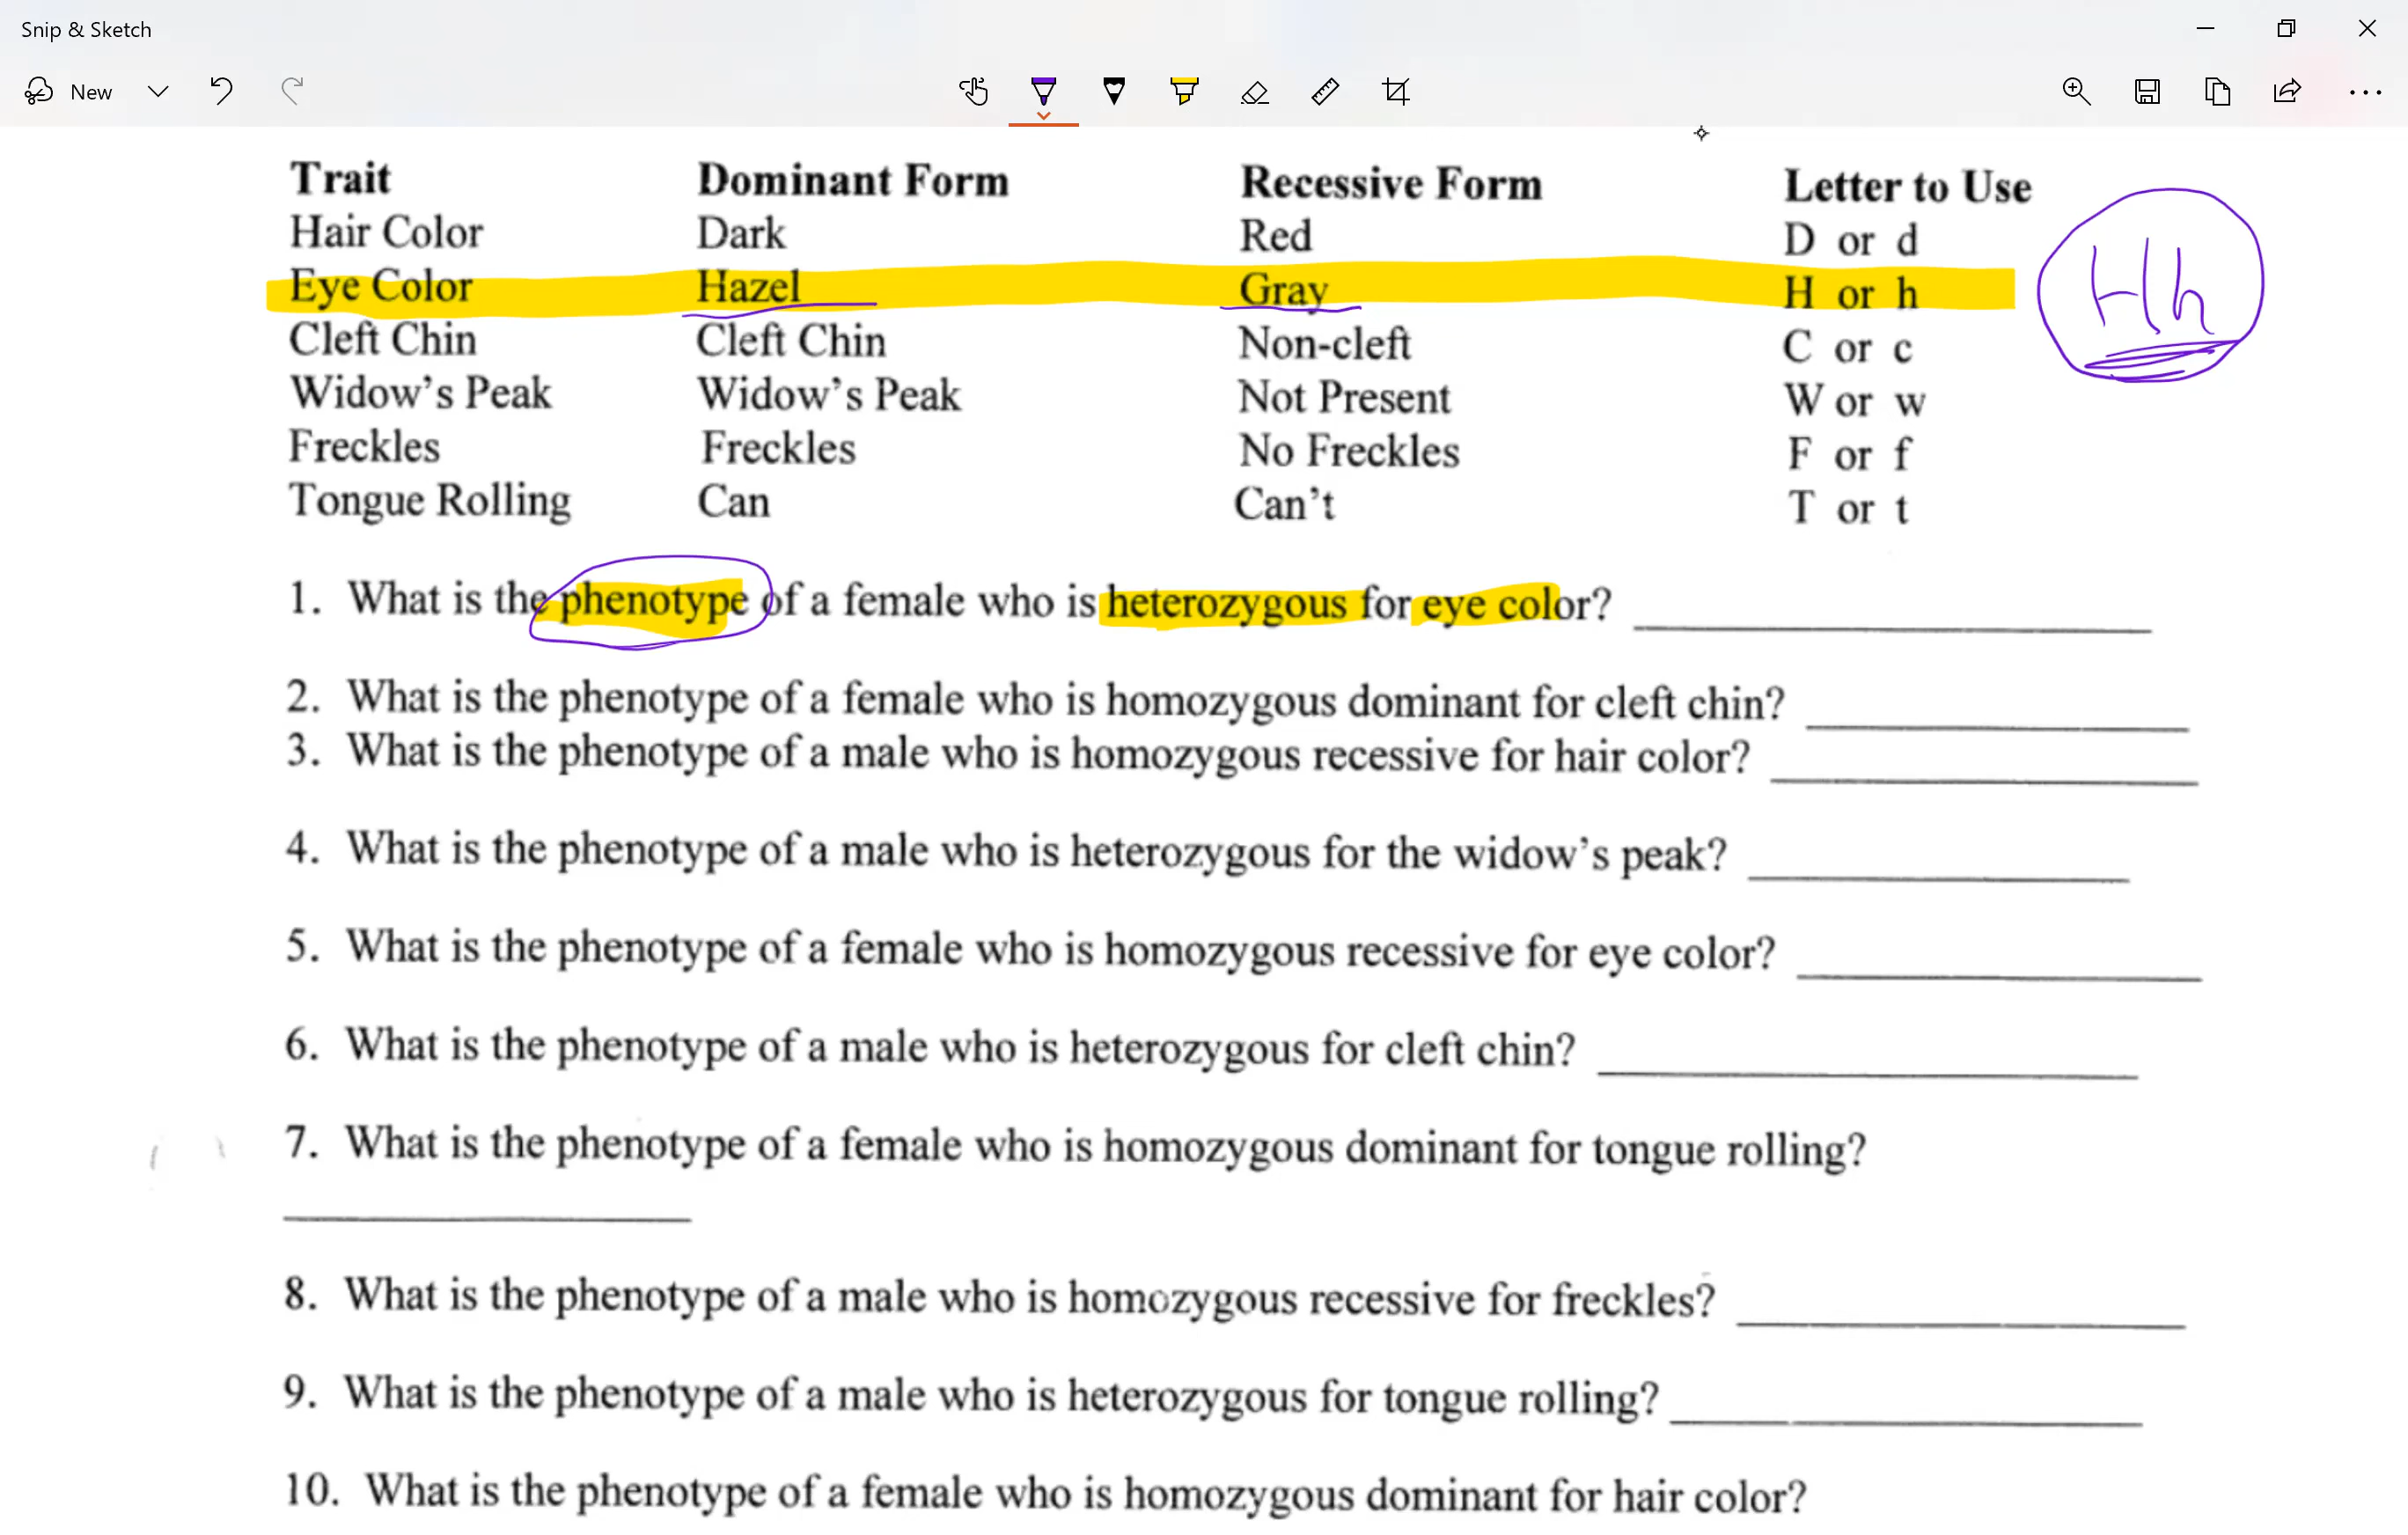 Snip & Sketch
New
Trait Dominant Form Recessive Form Letter to Use
Hair Color Dark Red D or d
Eye Color Hazel Gray H or h Hh
Cleft Chin Cleft Chin Non-cleft C or c
Widow's Peak Widow's Peak Not Present W or w
Freckles Freckles No Freckles F or f
Tongue Rolling Can Can't T or t
1. What is the phenotype of a female who is heterozygous for eye color?
2. What is the phenotype of a female who is homozygous dominant for cleft chin?
3. What is the phenotype of a male who is homozygous recessive for hair color?
4. What is the phenotype of a male who is heterozygous for the widow's peak?
5. What is the phenotype of a female who is homozygous recessive for eye color?
6. What is the phenotype of a male who is heterozygous for cleft chin?
7. What is the phenotype of a female who is homozygous dominant for tongue rolling?
8. What is the phenotype of a male who is homozygous recessive for freckles?
9. What is the phenotype of a male who is heterozygous for tongue rolling?
10. What is the phenotype of a female who is homozygous dominant for hair color?